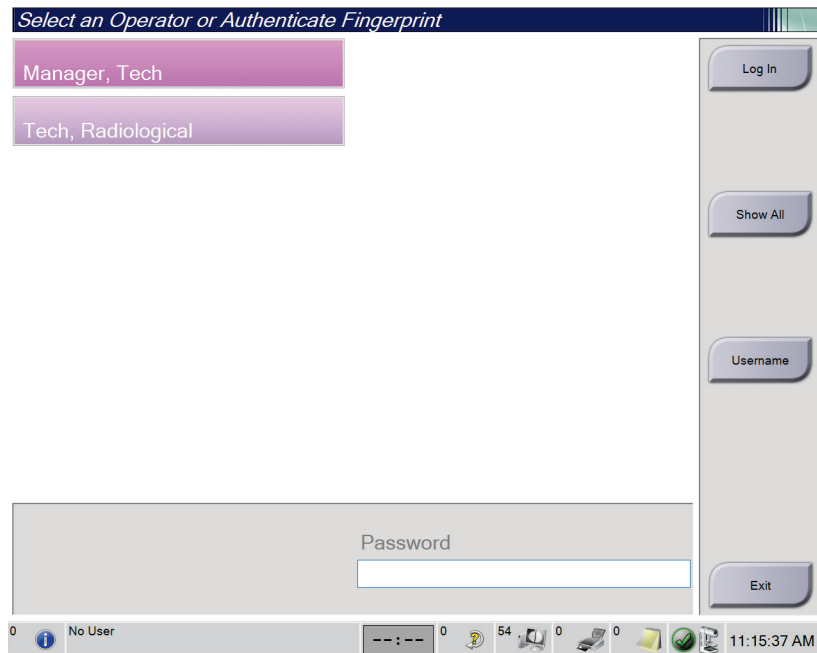 Select an Operator or Authenticate Fingerprint
Manager, Tech
Log In
Tech, Radiological
Show All
Username
Password
Exit
0 No User --:-- 0 54 0 0 11:15:37 AM